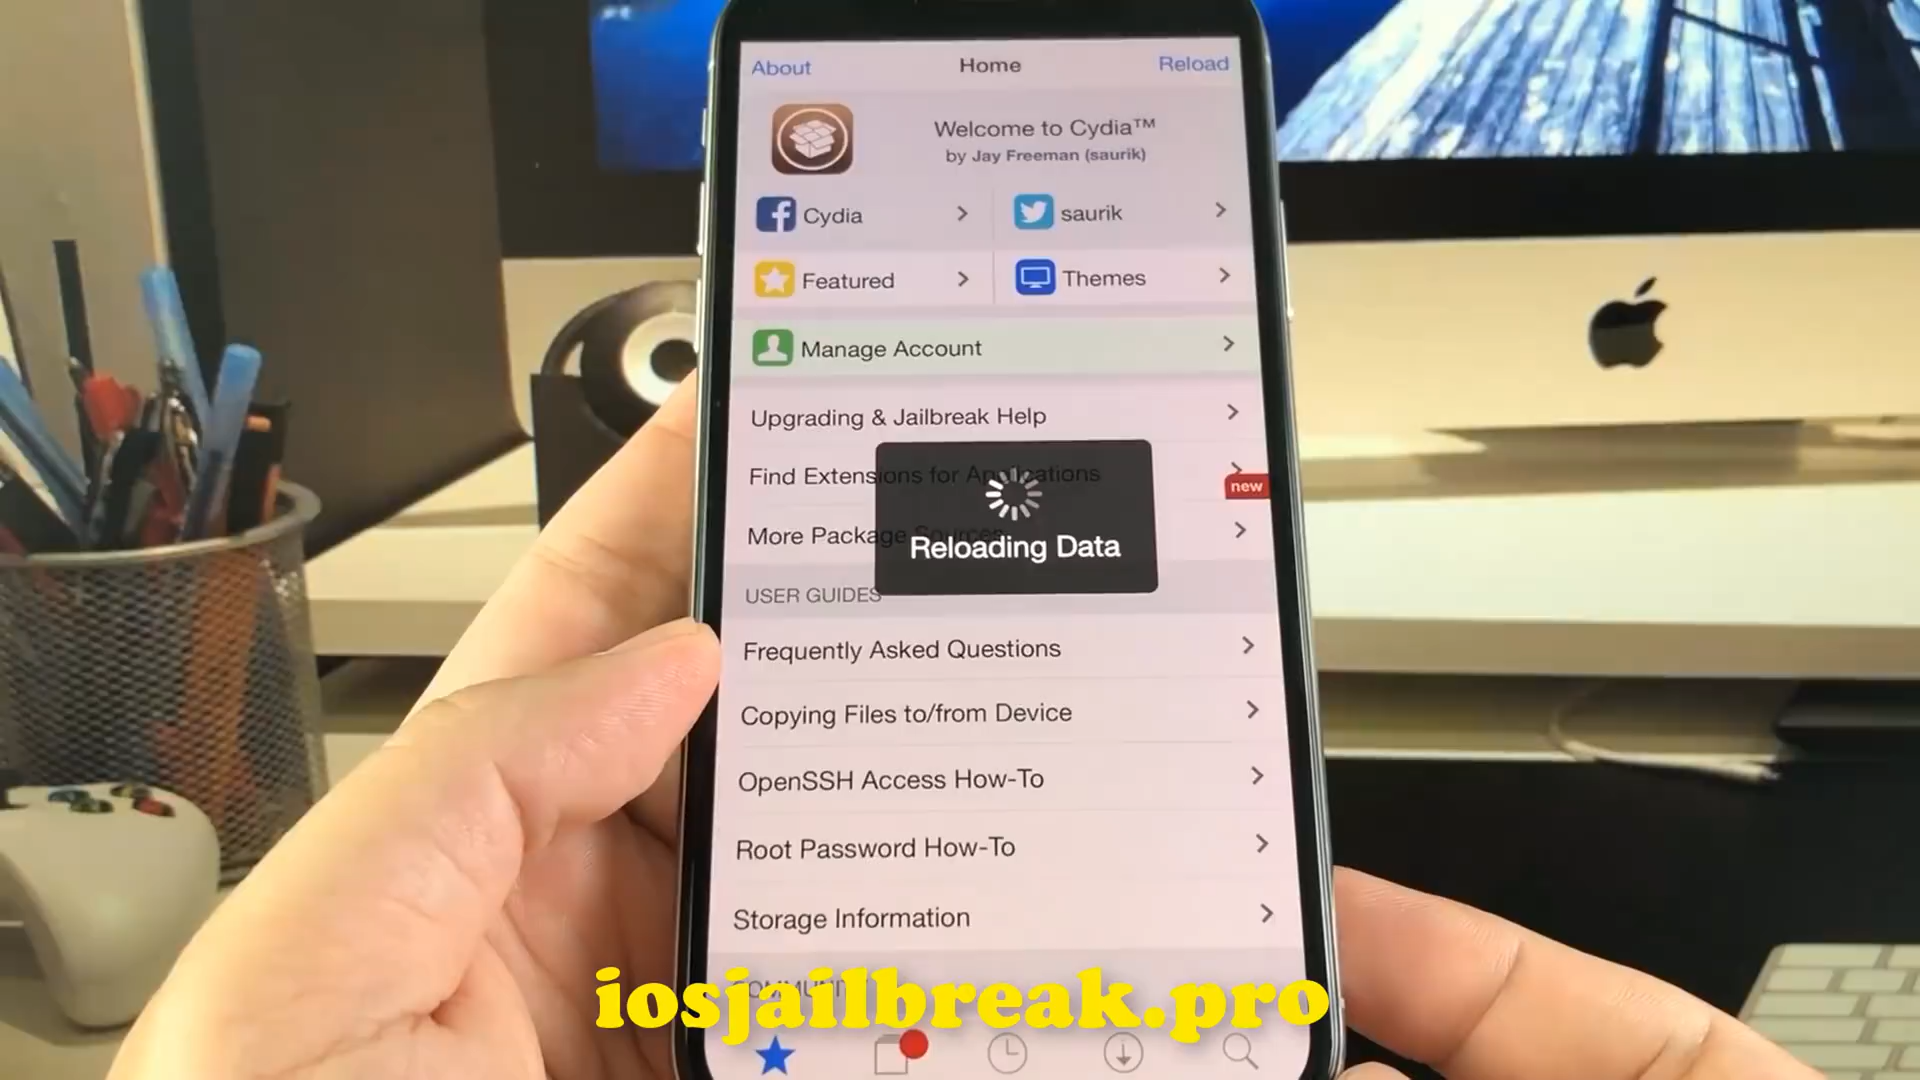 About Home Reload
Welcome to Cydia™
by Jay Freeman (saurik)
Cydia saurik
Featured Themes
Manage Account
Upgrading & Jailbreak Help
Find Extensions for Applications
new
More Package Sources
Reloading Data
USER GUIDES
Frequently Asked Questions
Copying Files to/from Device
OpenSSH Access How-To
Root Password How-To
Storage Information
iosjailbreak.pro